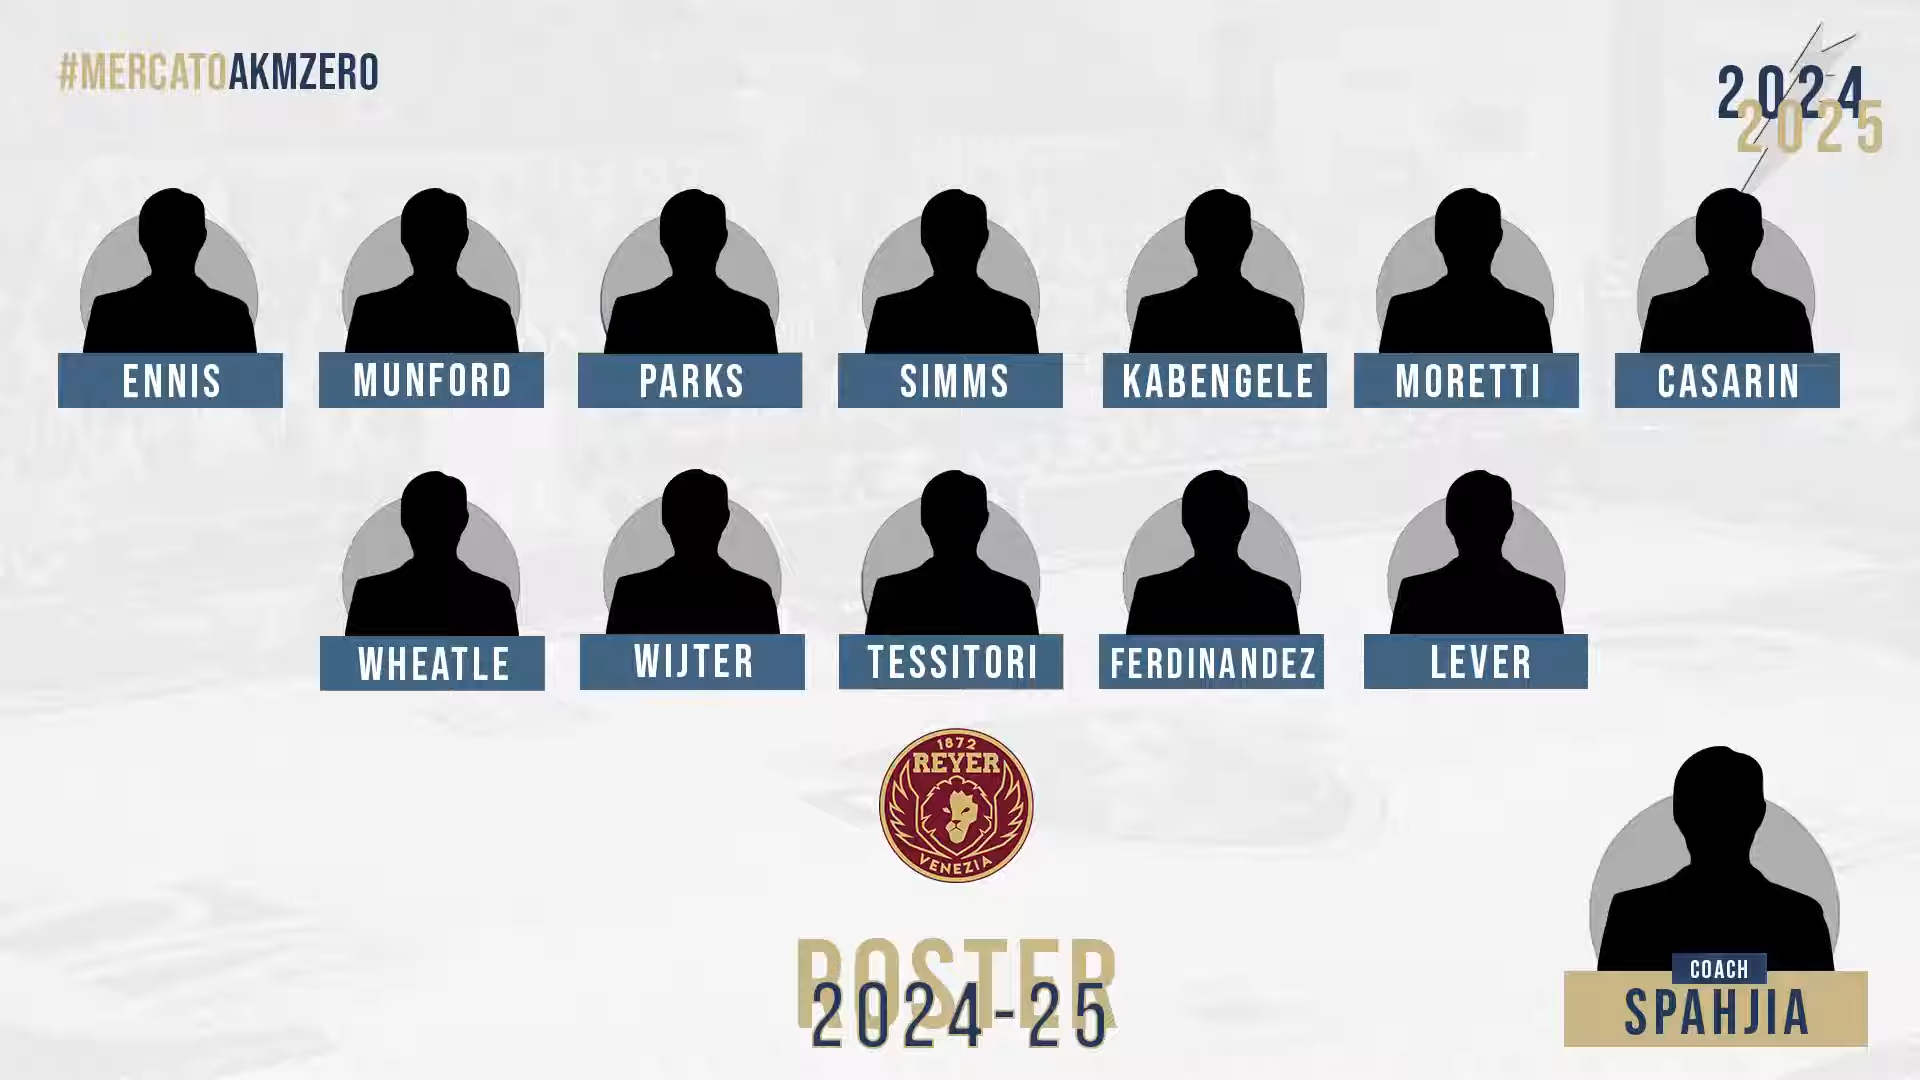 #MERCATOAKMZERO
2024
2025
ENNIS
MUNFORD
PARKS
SIMMS
KABENGELE
MORETTI
CASARIN
WHEATLE
WIJTER
TESSITORI
FERDINANDEZ
LEVER
1872
REYER
VENEZIA
COACH
SPAHJIA
ROSTER
2024-25